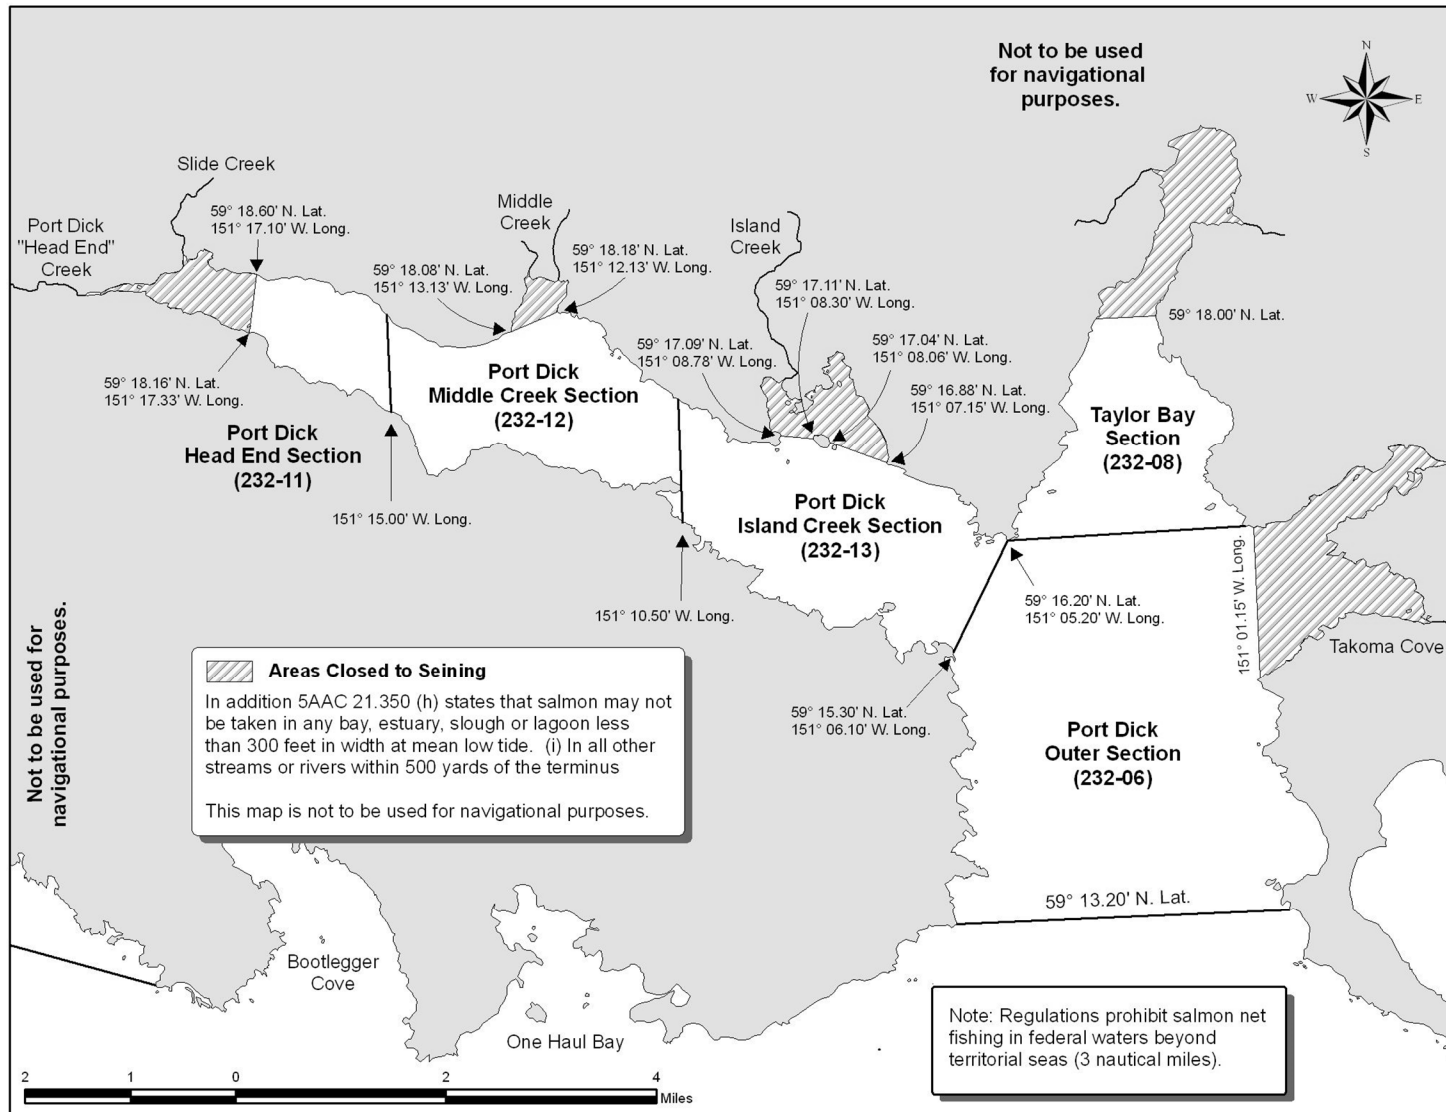 Not to be used
for navigational
purposes.
N
W
E
S
Slide Creek
Port Dick
"Head End"
Creek
59° 18.60' N. Lat.
151° 17.10' W. Long.
Middle
Creek
59° 18.08' N. Lat.
151° 13.13' W. Long.
59° 18.18' N. Lat.
151° 12.13' W. Long.
Island
Creek
59° 17.11' N. Lat.
151° 08.30' W. Long.
59° 17.09' N. Lat.
151° 08.78' W. Long.
59° 17.04' N. Lat.
151° 08.06' W. Long.
59° 16.88' N. Lat.
151° 07.15' W. Long.
59° 18.00' N. Lat.
59° 18.16' N. Lat.
151° 17.33' W. Long.
Port Dick
Middle Creek Section
(232-12)
Port Dick
Head End Section
(232-11)
Taylor Bay
Section
(232-08)
151° 15.00' W. Long.
Port Dick
Island Creek Section
(232-13)
151° 10.50' W. Long.
59° 16.20' N. Lat.
151° 05.20' W. Long.
151° 01.15' W. Long.
Takoma Cove
59° 15.30' N. Lat.
151° 06.10' W. Long.
Port Dick
Outer Section
(232-06)
Not to be used for
navigational purposes.
Areas Closed to Seining
In addition 5AAC 21.350 (h) states that salmon may not
be taken in any bay, estuary, slough or lagoon less
than 300 feet in width at mean low tide. (i) In all other
streams or rivers within 500 yards of the terminus
This map is not to be used for navigational purposes.
59° 13.20' N. Lat.
Bootlegger
Cove
One Haul Bay
Note: Regulations prohibit salmon net
fishing in federal waters beyond
territorial seas (3 nautical miles).
2 1 0 2 4
Miles